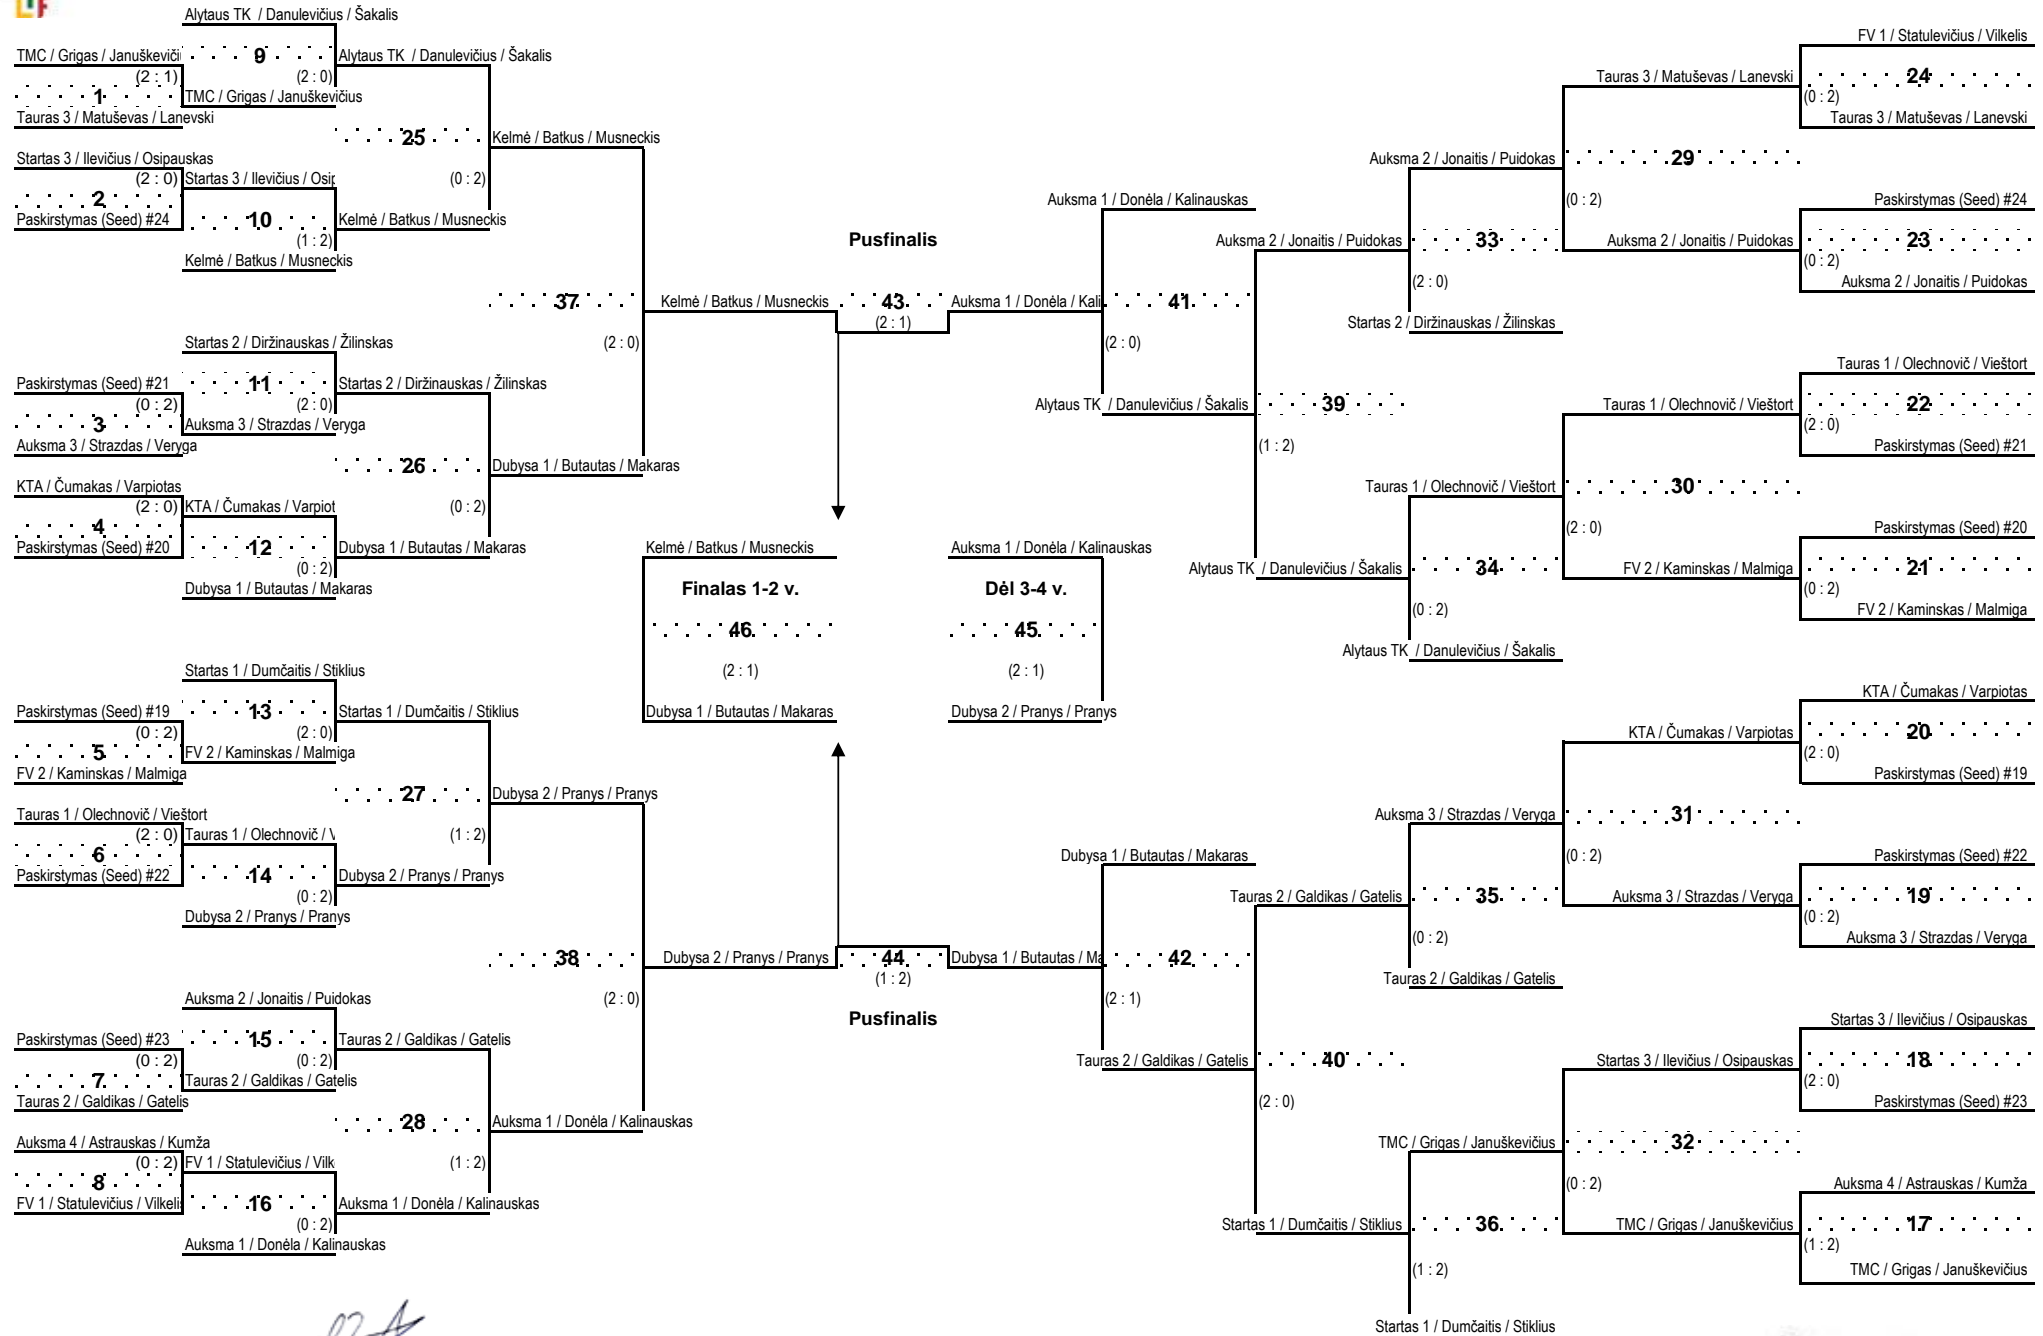 Alytaus TK / Danulevičius / Šakalis
9
TMC / Grigas / Januškeviči
Alytaus TK / Danulevičius / Šakalis
(2 : 1)
(2 : 0)
1
TMC / Grigas / Januškevičius
Tauras 3 / Matuševas / Lanevski
25
Kelmė / Batkus / Musneckis
Startas 3 / Ilevičius / Osipauskas
(2 : 0)
Startas 3 / Ilevičius / Osip
(0 : 2)
2
Paskirstymas (Seed) #24
10
Kelmė / Batkus / Musneckis
(1 : 2)
Kelmė / Batkus / Musneckis
37
Kelmė / Batkus / Musneckis
(2 : 0)
Startas 2 / Diržinauskas / Žilinskas
Paskirstymas (Seed) #21
11
Startas 2 / Diržinauskas / Žilinskas
(0 : 2)
(2 : 0)
3
Auksma 3 / Strazdas / Veryga
Auksma 3 / Strazdas / Veryga
26
Dubysa 1 / Butautas / Makaras
KTA / Čumakas / Varpiotas
(2 : 0)
KTA / Čumakas / Varpiot
(0 : 2)
4
Paskirstymas (Seed) #20
12
Dubysa 1 / Butautas / Makaras
(0 : 2)
Dubysa 1 / Butautas / Makaras
Startas 1 / Dumčaitis / Stiklius
Paskirstymas (Seed) #19
13
Startas 1 / Dumčaitis / Stiklius
(0 : 2)
(2 : 0)
5
FV 2 / Kaminskas / Malmiga
FV 2 / Kaminskas / Malmiga
27
Dubysa 2 / Pranys / Pranys
Tauras 1 / Olechnovič / Vieštort
(2 : 0)
Tauras 1 / Olechnovič / V
(1 : 2)
6
Paskirstymas (Seed) #22
14
Dubysa 2 / Pranys / Pranys
(0 : 2)
Dubysa 2 / Pranys / Pranys
38
Dubysa 2 / Pranys / Pranys
(2 : 0)
Auksma 2 / Jonaitis / Puidokas
Paskirstymas (Seed) #23
15
Tauras 2 / Galdikas / Gatelis
(0 : 2)
(0 : 2)
7
Tauras 2 / Galdikas / Gatelis
Tauras 2 / Galdikas / Gatelis
28
Auksma 1 / Donėla / Kalinauskas
Auksma 4 / Astrauskas / Kumža
(0 : 2)
FV 1 / Statulevičius / Vilk
(1 : 2)
8
FV 1 / Statulevičius / Vilkelis
16
Auksma 1 / Donėla / Kalinauskas
(0 : 2)
Auksma 1 / Donėla / Kalinauskas
Pusfinalis
43
(2 : 1)
Kelmė / Batkus / Musneckis
Finalas 1-2 v.
46
(2 : 1)
Dubysa 1 / Butautas / Makaras
Auksma 1 / Donėla / Kalinauskas
Dėl 3-4 v.
45
(2 : 1)
Dubysa 2 / Pranys / Pranys
44
(1 : 2)
Pusfinalis
Auksma 1 / Donėla / Kalinauskas
Auksma 1 / Donėla / Kali
41
(2 : 0)
Alytaus TK / Danulevičius / Šakalis
Auksma 2 / Jonaitis / Puidokas
39
(1 : 2)
Alytaus TK / Danulevičius / Šakalis
Auksma 2 / Jonaitis / Puidokas
33
(2 : 0)
Startas 2 / Diržinauskas / Žilinskas
Tauras 1 / Olechnovič / Vieštort
34
(0 : 2)
Alytaus TK / Danulevičius / Šakalis
FV 1 / Statulevičius / Vilkelis
Tauras 3 / Matuševas / Lanevski
24
(0 : 2)
Tauras 3 / Matuševas / Lanevski
29
(0 : 2)
Paskirstymas (Seed) #24
Auksma 2 / Jonaitis / Puidokas
23
(0 : 2)
Auksma 2 / Jonaitis / Puidokas
Tauras 1 / Olechnovič / Vieštort
Tauras 1 / Olechnovič / Vieštort
22
(2 : 0)
Paskirstymas (Seed) #21
30
(2 : 0)
Paskirstymas (Seed) #20
FV 2 / Kaminskas / Malmiga
21
(0 : 2)
FV 2 / Kaminskas / Malmiga
Dubysa 1 / Butautas / Makaras
Dubysa 1 / Butautas / Ma
42
(2 : 1)
Tauras 2 / Galdikas / Gatelis
Tauras 2 / Galdikas / Gatelis
40
(2 : 0)
Startas 1 / Dumčaitis / Stiklius
Auksma 3 / Strazdas / Veryga
35
(0 : 2)
Tauras 2 / Galdikas / Gatelis
TMC / Grigas / Januškevičius
36
(1 : 2)
Startas 1 / Dumčaitis / Stiklius
KTA / Čumakas / Varpiotas
KTA / Čumakas / Varpiotas
20
(2 : 0)
Paskirstymas (Seed) #19
31
(0 : 2)
Paskirstymas (Seed) #22
Auksma 3 / Strazdas / Veryga
19
(0 : 2)
Auksma 3 / Strazdas / Veryga
Startas 3 / Ilevičius / Osipauskas
Startas 3 / Ilevičius / Osipauskas
18
(2 : 0)
Paskirstymas (Seed) #23
32
(0 : 2)
Auksma 4 / Astrauskas / Kumža
TMC / Grigas / Januškevičius
17
(1 : 2)
TMC / Grigas / Januškevičius